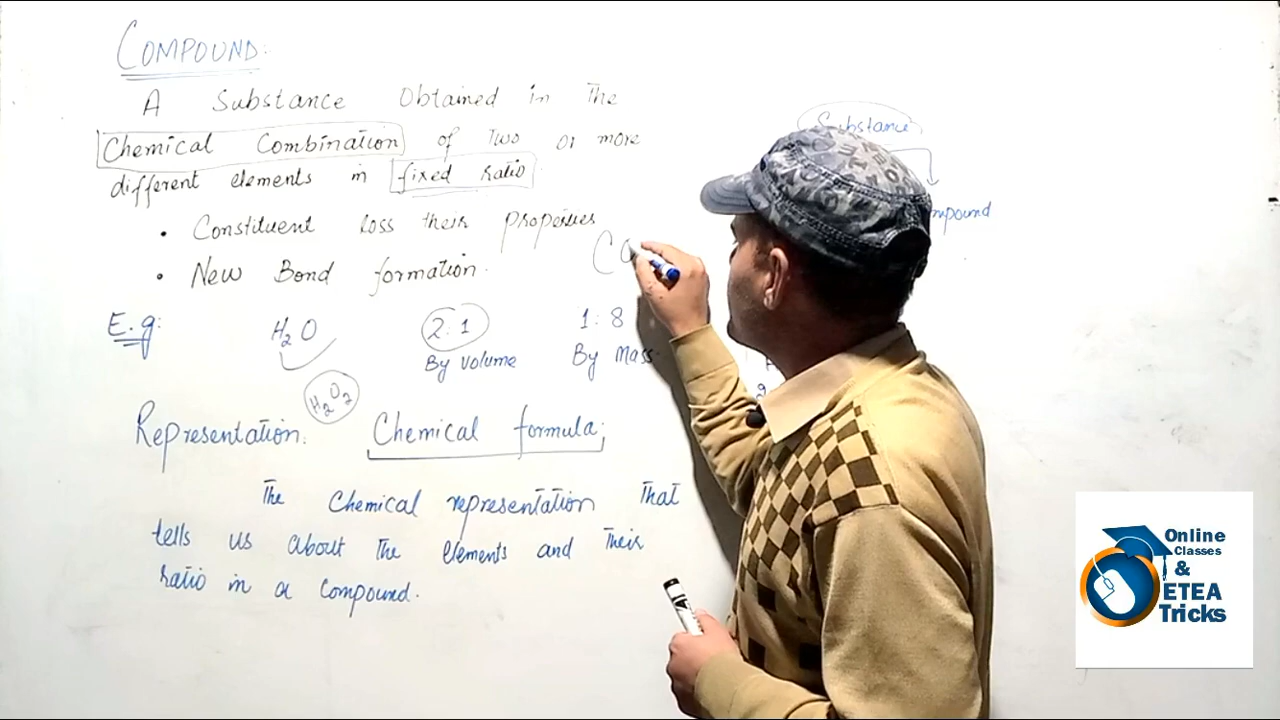 COMPOUND:
A Substance Obtained in The
Chemical Combination of Two or more
different elements in fixed ratio
• Constituent loss their Properties
• New Bond formation.
E.g: H2O 2:1 1:8
By Volume By Mass.
H2O2
Representation: Chemical formula;
The Chemical representation That
tells us about The elements and Their
Ratio in a Compound.
Substance
mpound
CO
Online
Classes
&
ETEA
Tricks